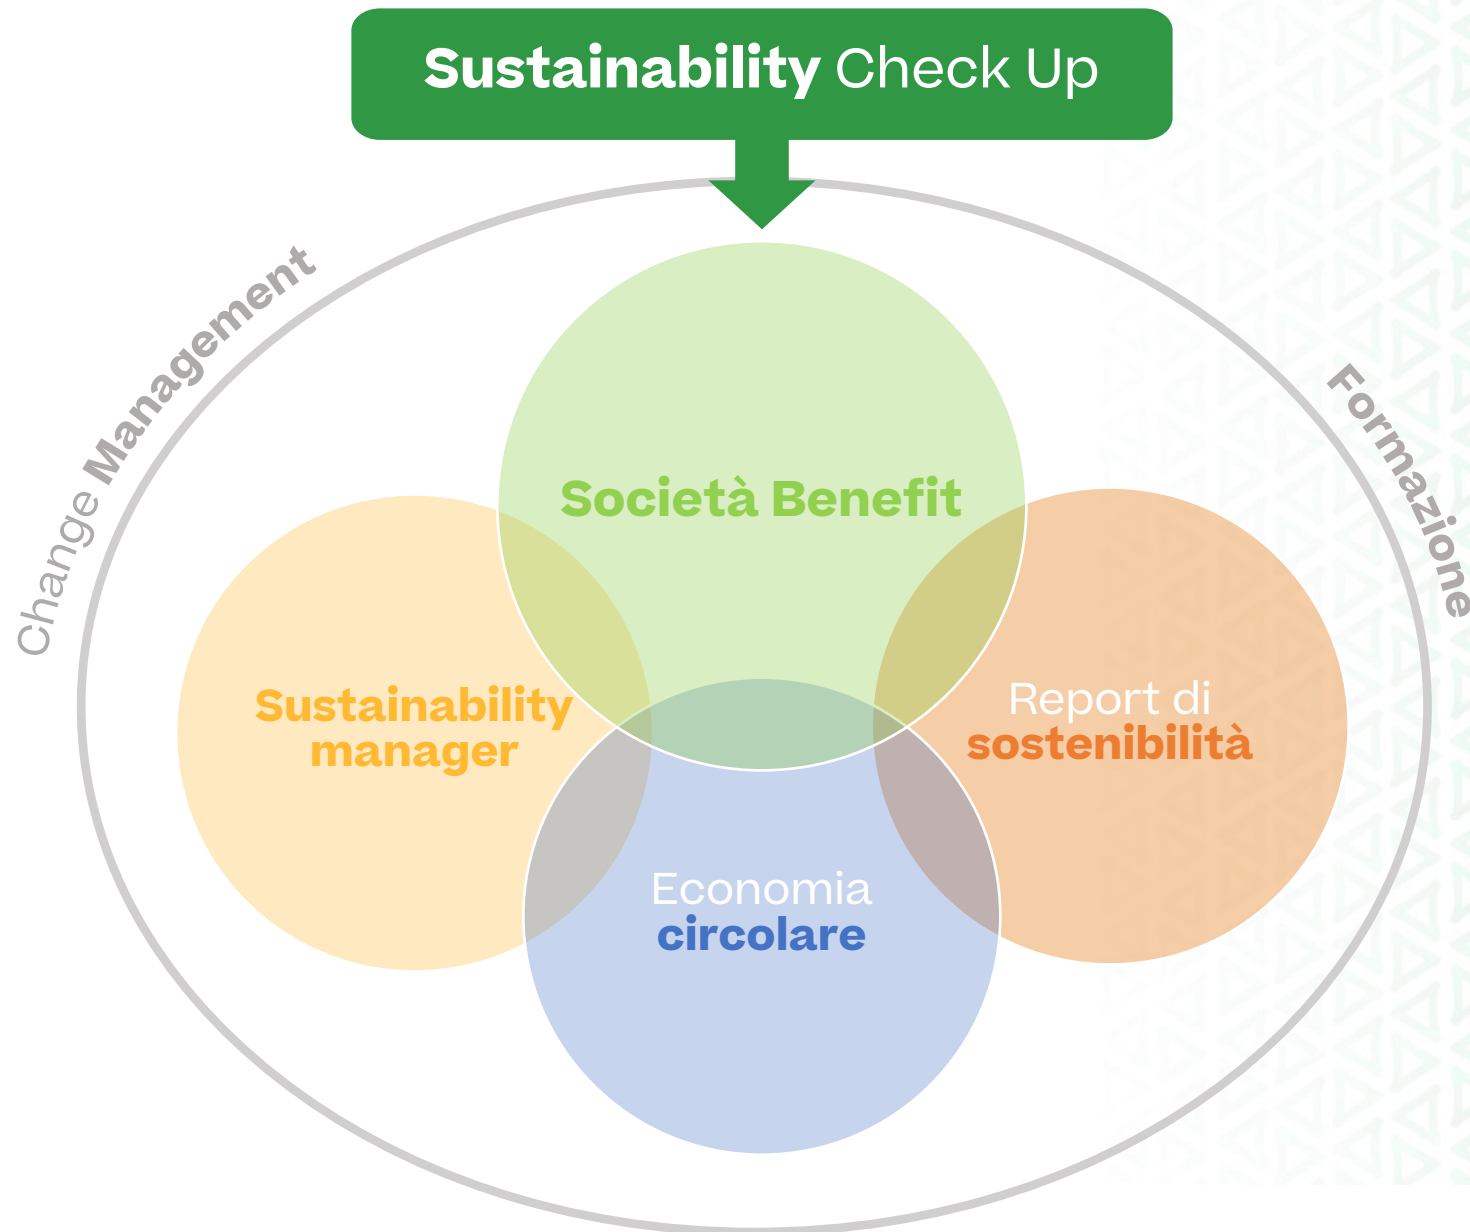 Sustainability Check Up
Change Management
Formazione
Società Benefit
Sustainability
manager
Report di
sostenibilità
Economia
circolare